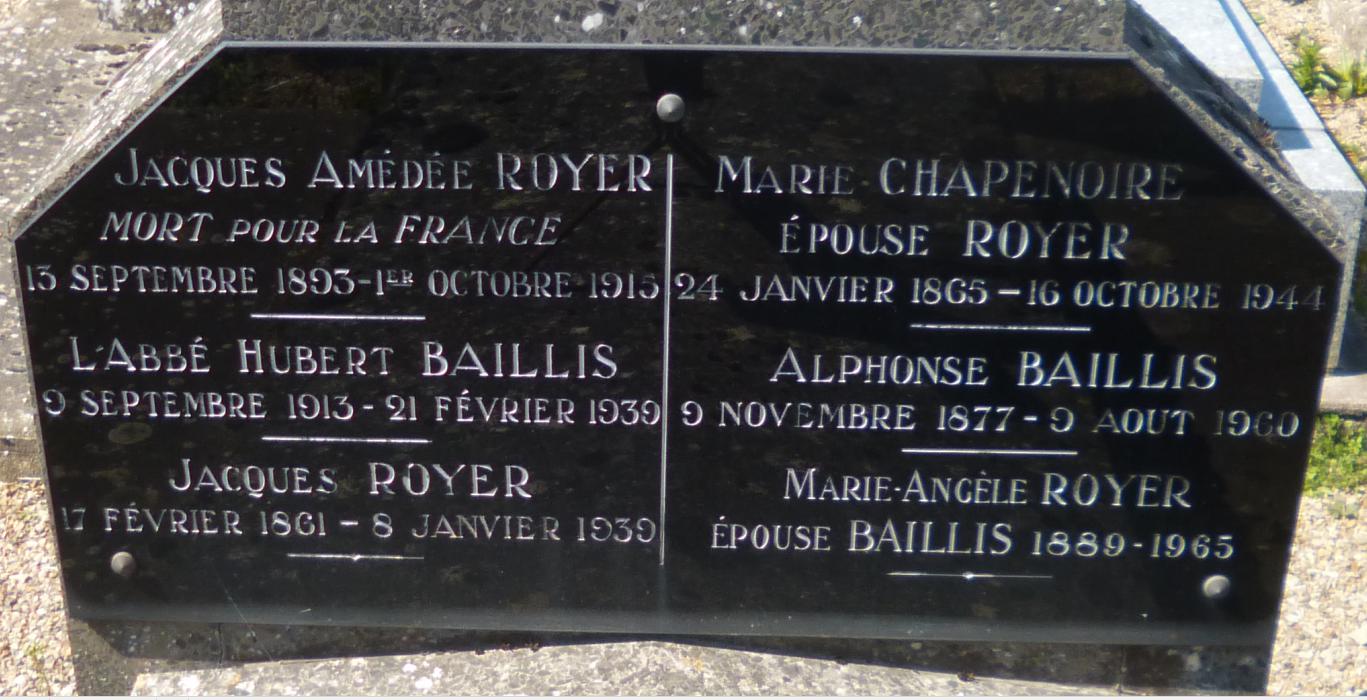 JACQUES AMÉDÉE ROYER
MORT POUR LA FRANCE
13 SEPTEMBRE 1893-1ER OCTOBRE 1915
L'ABBÉ HUBERT BAILLIS
9 SEPTEMBRE 1913 - 21 FÉVRIER 1939
JACQUES ROYER
17 FÉVRIER 1861 - 8 JANVIER 1939
MARIE CHAPENOIRE
ÉPOUSE ROYER
24 JANVIER 1865 - 16 OCTOBRE 1944
ALPHONSE BAILLIS
9 NOVEMBRE 1877 - 9 AOUT 1960
MARIE-ANGÈLE ROYER
ÉPOUSE BAILLIS 1889-1965